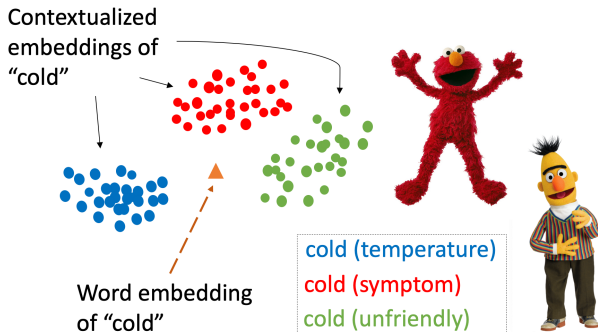 Contextualized
embeddings of
“cold”
Word embedding
of “cold”
cold (temperature)
cold (symptom)
cold (unfriendly)